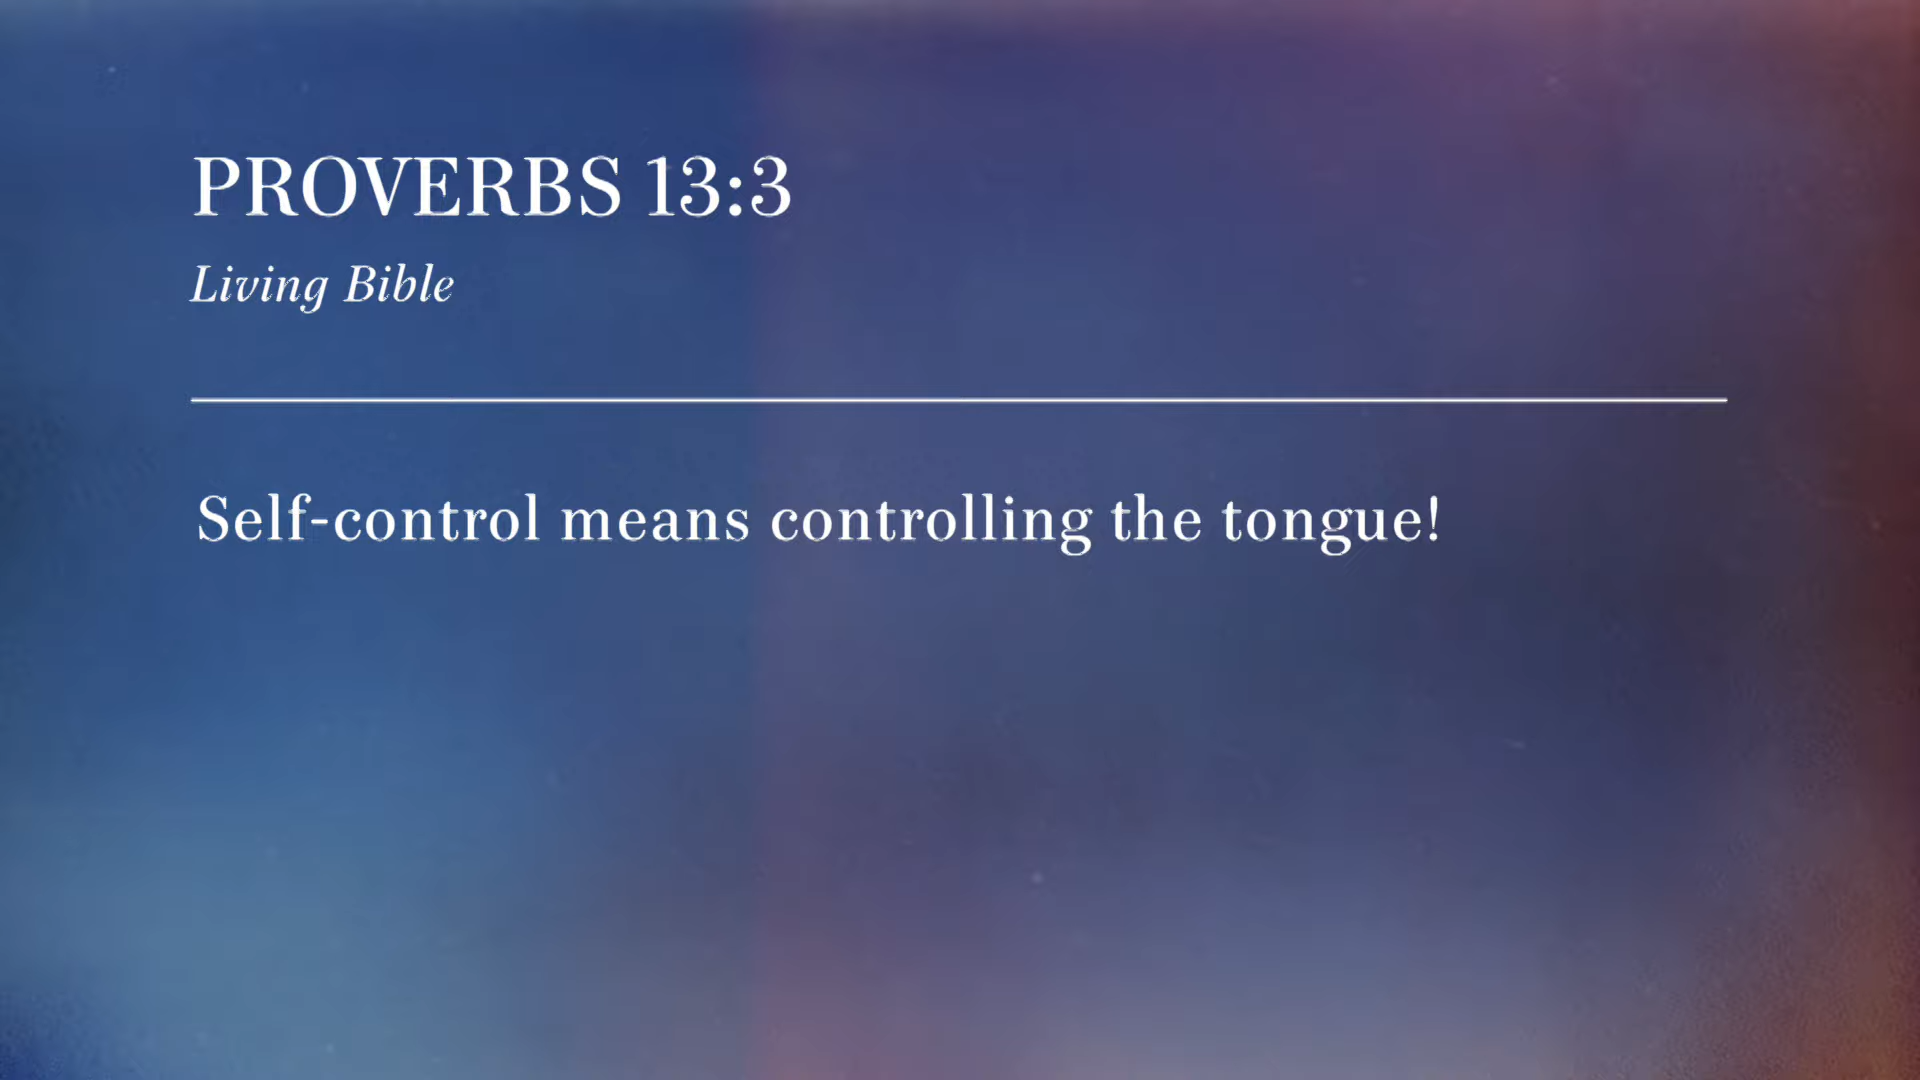 PROVERBS 13:3
Living Bible
Self-control means controlling the tongue!